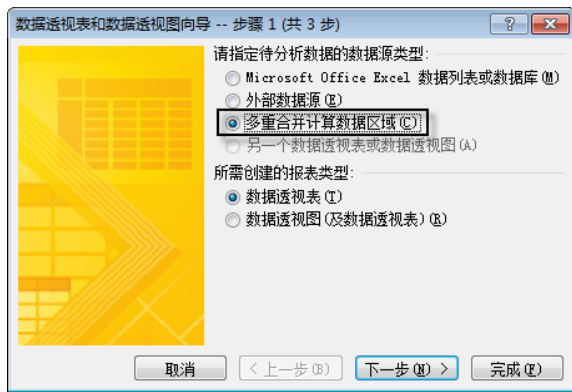 数据透视表和数据透视图向导 -- 步骤 1 (共 3 步)
请指定待分析数据的数据源类型:
Microsoft Office Excel 数据列表或数据库(M)
外部数据源(E)
多重合并计算数据区域(C)
另一个数据透视表或数据透视图(A)
所需创建的报表类型:
数据透视表(T)
数据透视图(及数据透视表)(R)
取消 < 上一步(B) 下一步(N) > 完成(F)